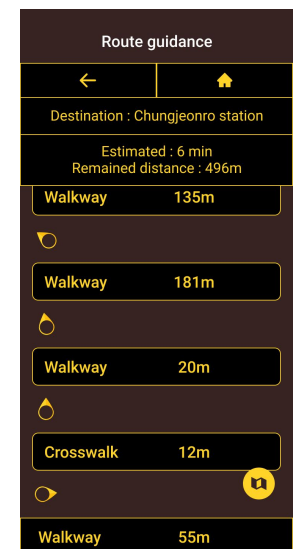 Route guidance
Destination : Chungjeonro station
Estimated : 6 min
Remained distance : 496m
Walkway 135m
Walkway 181m
Walkway 20m
Crosswalk 12m
Walkway 55m